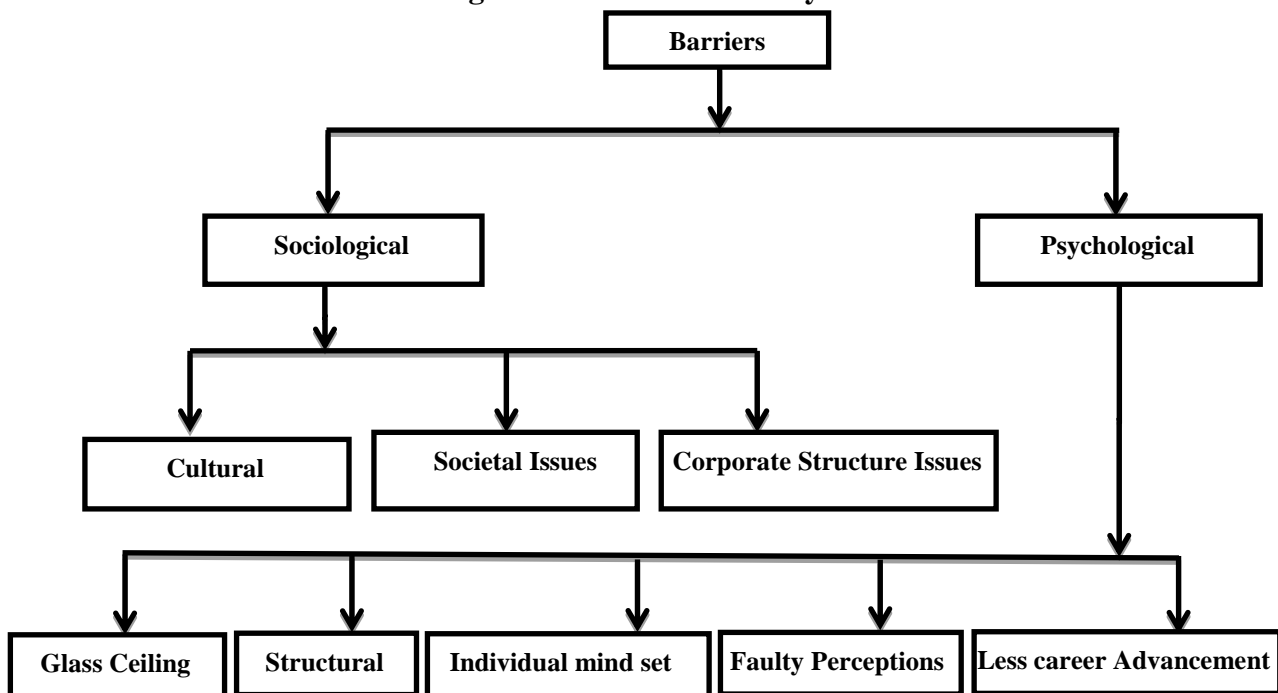 Barriers
Sociological
Psychological
Cultural
Societal Issues
Corporate Structure Issues
Glass Ceiling
Structural
Individual mind set
Faulty Perceptions
Less career Advancement